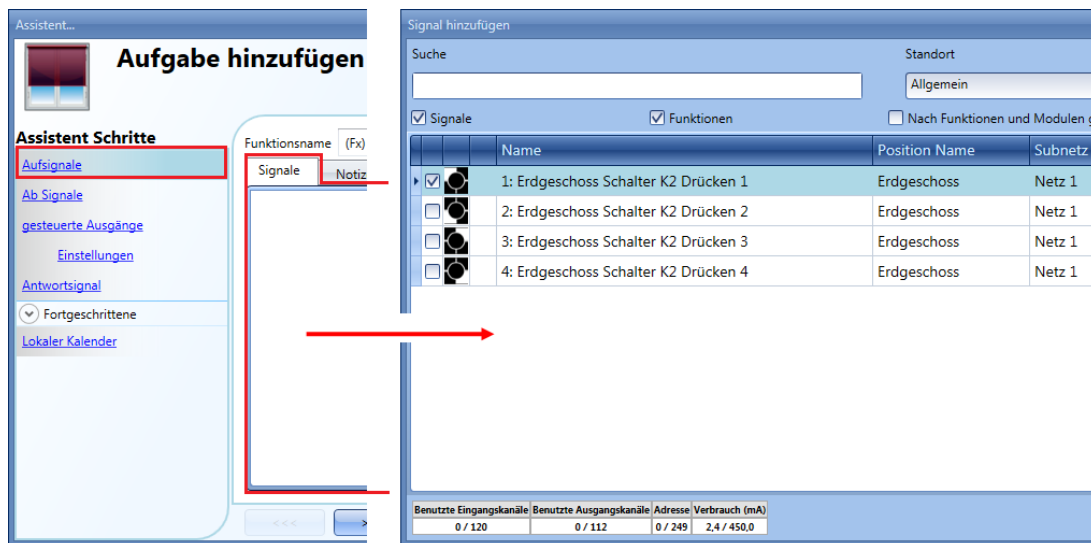 Assistent...
Aufgabe hinzufügen
Assistent Schritte
Aufsignale
Ab Signale
gesteuerte Ausgänge
Einstellungen
Antwortsignal
Fortgeschrittene
Lokaler Kalender
Funktionsname (Fx)
Signale Notiz
<<< >
Signal hinzufügen
Suche Standort
Allgemein
Signale Funktionen Nach Funktionen und Modulen g
Name Position Name Subnetz
1: Erdgeschoss Schalter K2 Drücken 1 Erdgeschoss Netz 1
2: Erdgeschoss Schalter K2 Drücken 2 Erdgeschoss Netz 1
3: Erdgeschoss Schalter K2 Drücken 3 Erdgeschoss Netz 1
4: Erdgeschoss Schalter K2 Drücken 4 Erdgeschoss Netz 1
Benutzte Eingangskanäle Benutzte Ausgangskanäle Adresse Verbrauch (mA)
0 / 120 0 / 112 0 / 249 2,4 / 450,0